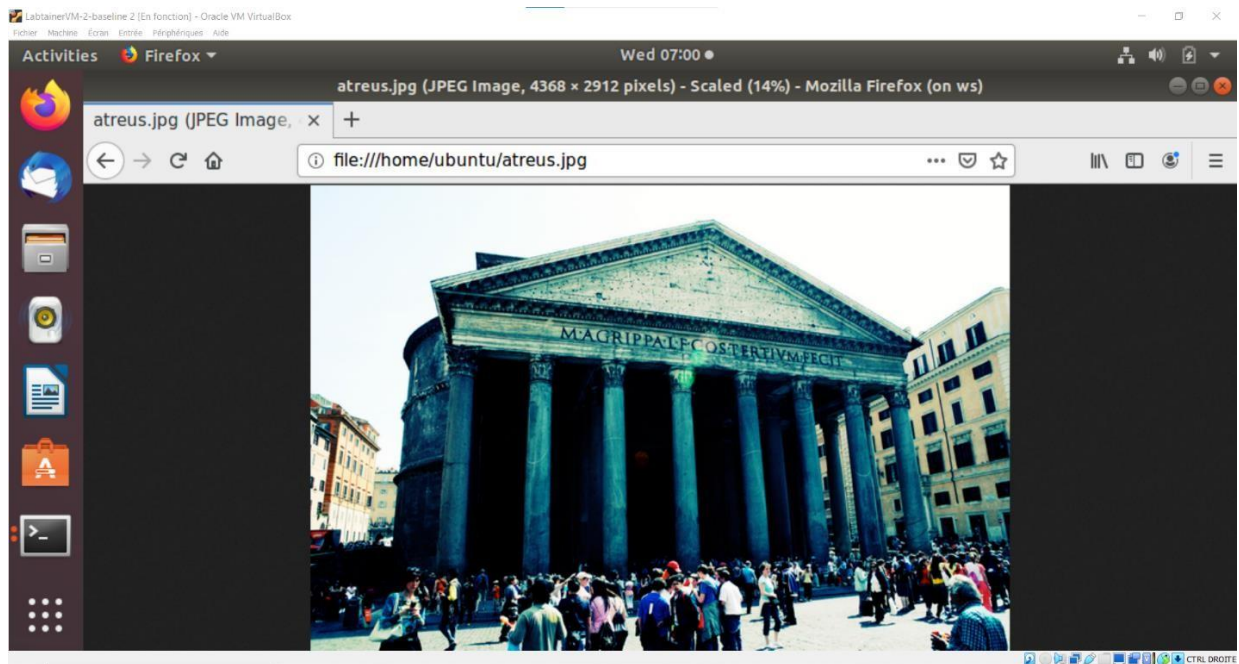 LabtainerVM-2-baseline 2 [En fonction] - Oracle VM VirtualBox
Fichier Machine Écran Entrée Périphériques Aide
Activities Firefox Wed 07:00
atreus.jpg (JPEG Image, 4368 × 2912 pixels) - Scaled (14%) - Mozilla Firefox (on ws)
atreus.jpg (JPEG Image,
file:///home/ubuntu/atreus.jpg
M·AGRIPPA·L·F·COS·TERTIVM·FECIT
CTRL DROITE